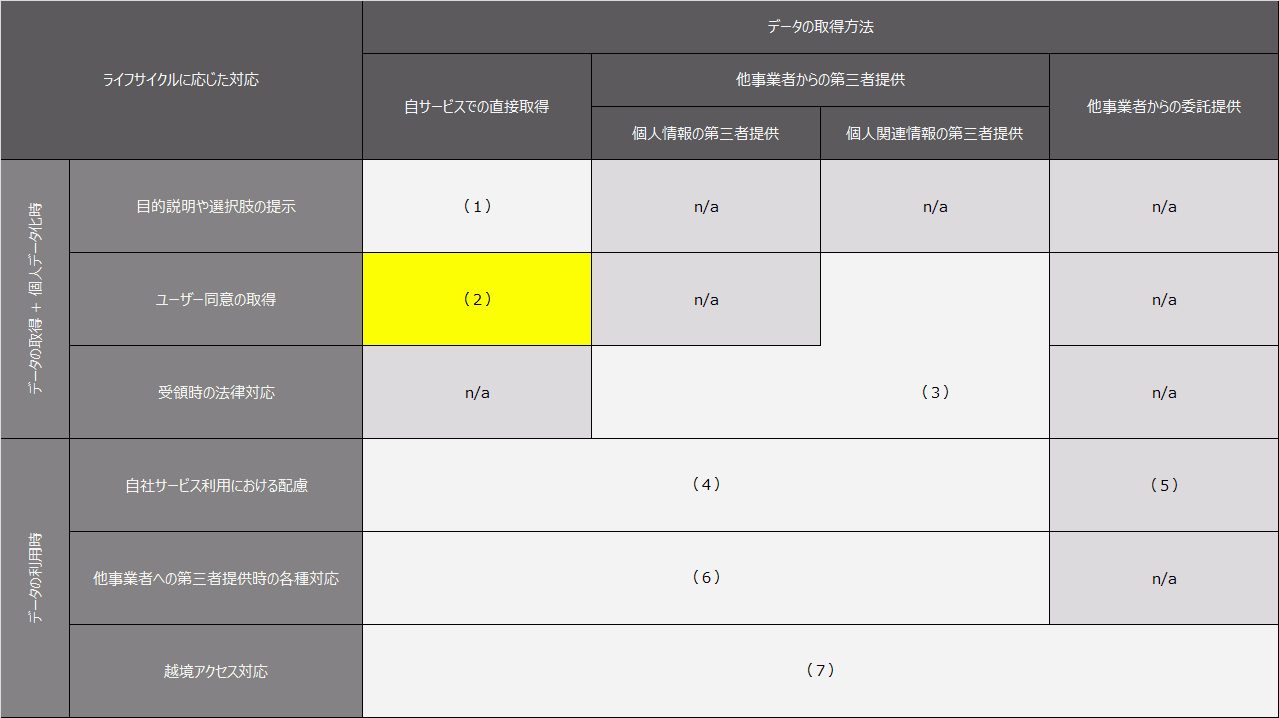 ライフサイクルに応じた対応
データの取得方法
自サービスでの直接取得
他事業者からの第三者提供
他事業者からの委託提供
個人情報の第三者提供
個人関連情報の第三者提供
データの取得 + 個人データ化時
目的説明や選択肢の提示
（１）
n/a
n/a
n/a
ユーザー同意の取得
（２）
n/a
n/a
受領時の法律対応
n/a
（３）
n/a
データの利用時
自社サービス利用における配慮
（４）
（５）
他事業者への第三者提供時の各種対応
（６）
n/a
越境アクセス対応
（７）